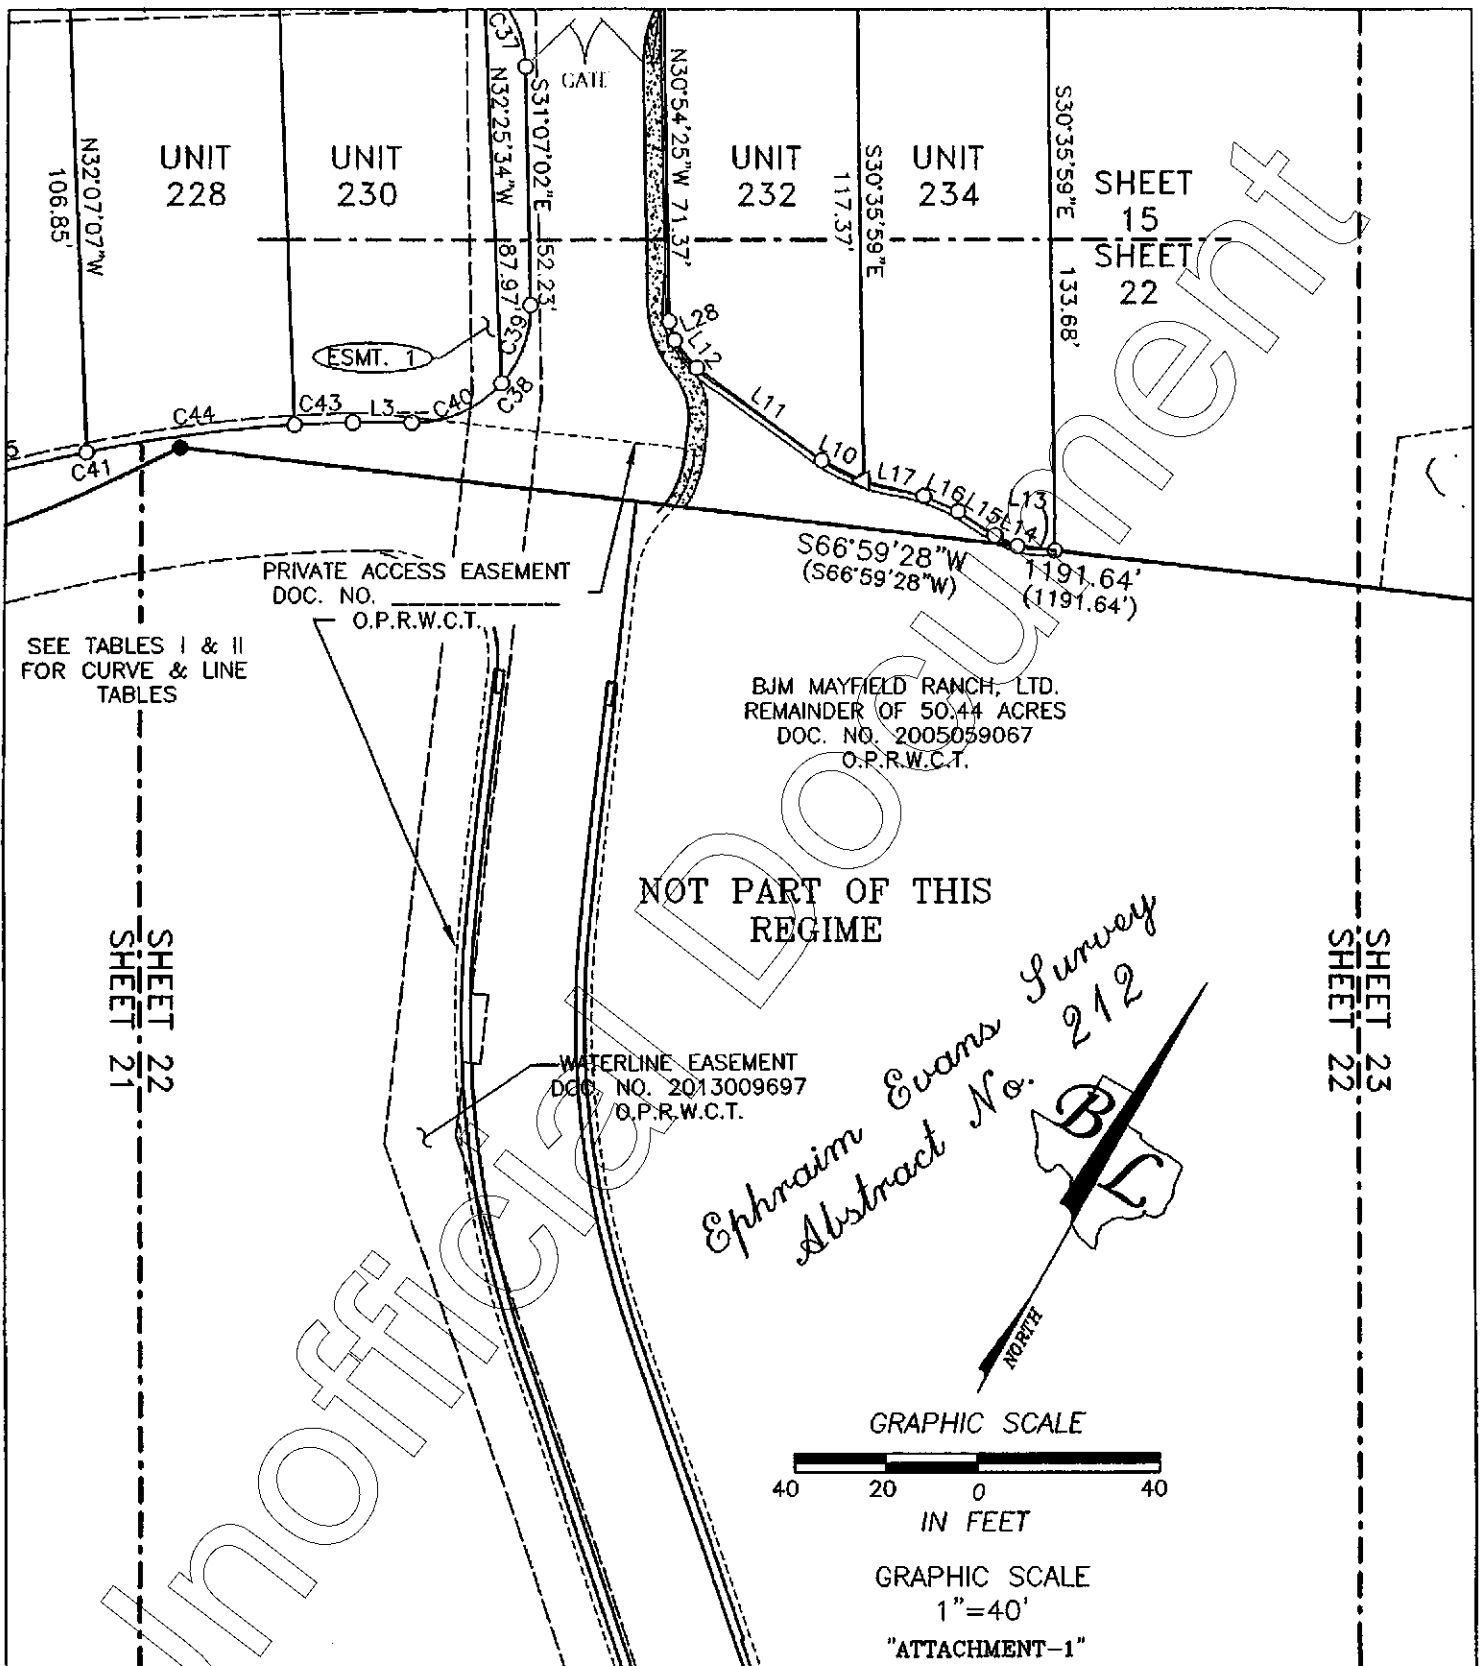 C37
GATE
N32°25'34"W 87.97'
S31°07'02"E 52.23'
N30°54'25"W 71.37'
N32°07'07"W
106.85'
UNIT
228
UNIT
230
UNIT
232
UNIT
234
S30°35'59"E
117.37'
S30°35'59"E 133.68'
SHEET
15
SHEET
22
ESMT. 1
C39
C38
L28
L12
L11
L10
L17
L16
L15
L14
L13
C44
C43
L3
C40
C41
5
S66°59'28"W
(S66°59'28"W)
1191.64'
(1191.64')
PRIVATE ACCESS EASEMENT
DOC. NO. ____________
O.P.R.W.C.T.
SEE TABLES I & II
FOR CURVE & LINE
TABLES
BJM MAYFIELD RANCH, LTD.
REMAINDER OF 50.44 ACRES
DOC. NO. 2005059067
O.P.R.W.C.T.
NOT PART OF THIS
REGIME
SHEET 22
SHEET 21
SHEET 23
SHEET 22
WATERLINE EASEMENT
DOC. NO. 2013009697
O.P.R.W.C.T.
Ephraim Evans Survey
Abstract No. 212
B
L
NORTH
GRAPHIC SCALE
40 20 0 40
IN FEET
GRAPHIC SCALE
1"=40'
"ATTACHMENT-1"
Unofficial Document